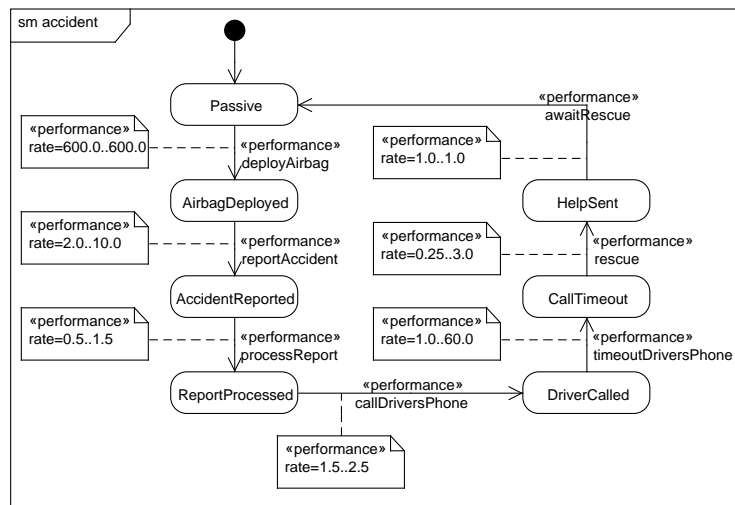 sm accident
Passive
«performance»
rate=600.0..600.0
«performance»
deployAirbag
AirbagDeployed
«performance»
rate=2.0..10.0
«performance»
reportAccident
AccidentReported
«performance»
rate=0.5..1.5
«performance»
processReport
ReportProcessed
«performance»
callDriversPhone
«performance»
rate=1.5..2.5
DriverCalled
«performance»
rate=1.0..60.0
«performance»
timeoutDriversPhone
CallTimeout
«performance»
rate=0.25..3.0
«performance»
rescue
HelpSent
«performance»
rate=1.0..1.0
«performance»
awaitRescue